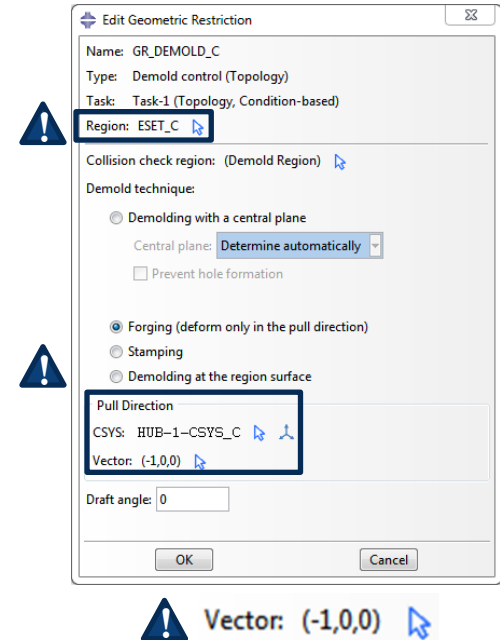 Edit Geometric Restriction
Name: GR_DEMOLD_C
Type: Demold control (Topology)
Task: Task-1 (Topology, Condition-based)
Region: ESET_C
Collision check region: (Demold Region)
Demold technique:
Demolding with a central plane
Central plane: Determine automatically
Prevent hole formation
Forging (deform only in the pull direction)
Stamping
Demolding at the region surface
Pull Direction
CSYS: HUB-1-CSYS_C
Vector: (-1,0,0)
Draft angle: 0
OK Cancel
Vector: (-1,0,0)